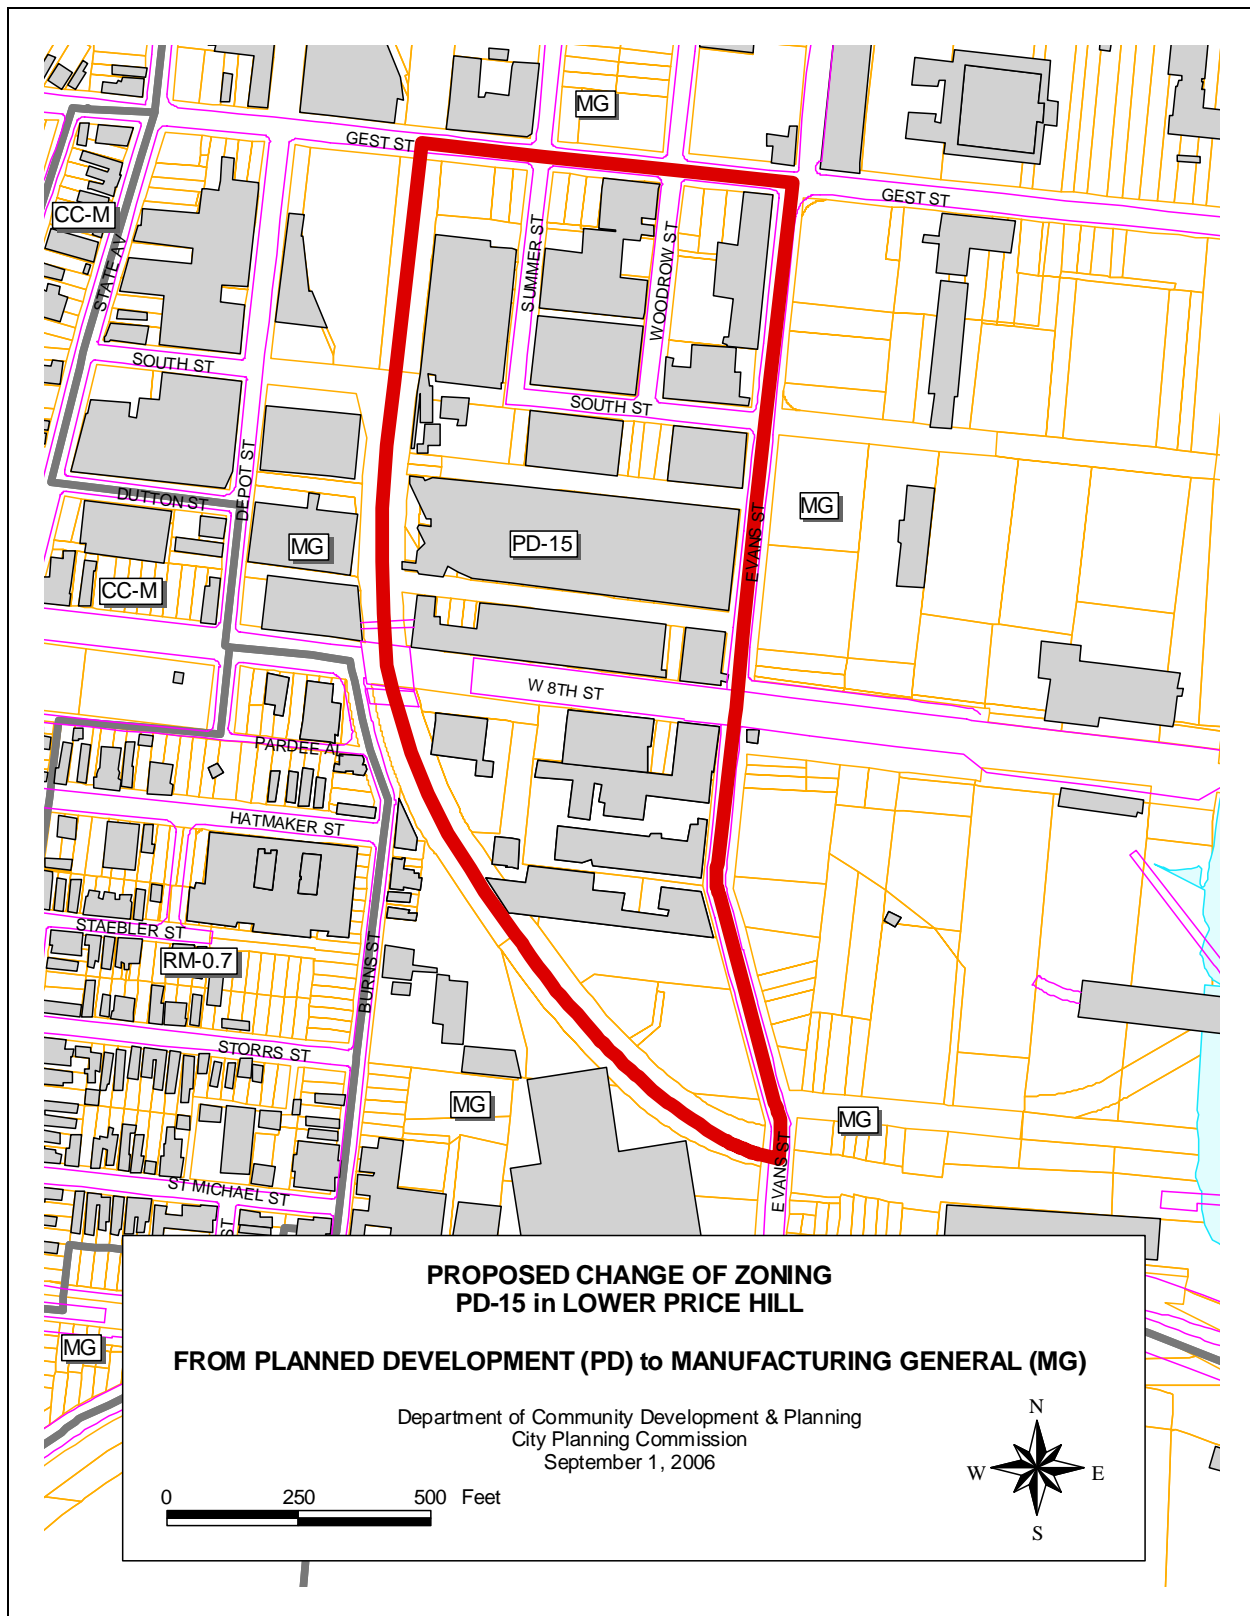 MG
GEST ST
GEST ST
CC-M
STATE AV
SUMMER ST
WOODROW ST
SOUTH ST
SOUTH ST
DEPOT ST
DUTTON ST
MG
PD-15
EVANS ST
MG
CC-M
W 8TH ST
PARDEE AL
HATMAKER ST
STAEBLER ST
RM-0.7
BURNS ST
STORRS ST
MG
MG
EVANS ST
ST MICHAEL ST
ST
MG
PROPOSED CHANGE OF ZONING
PD-15 in LOWER PRICE HILL
FROM PLANNED DEVELOPMENT (PD) to MANUFACTURING GENERAL (MG)
Department of Community Development & Planning
City Planning Commission
September 1, 2006
0 250 500 Feet
N
W E
S